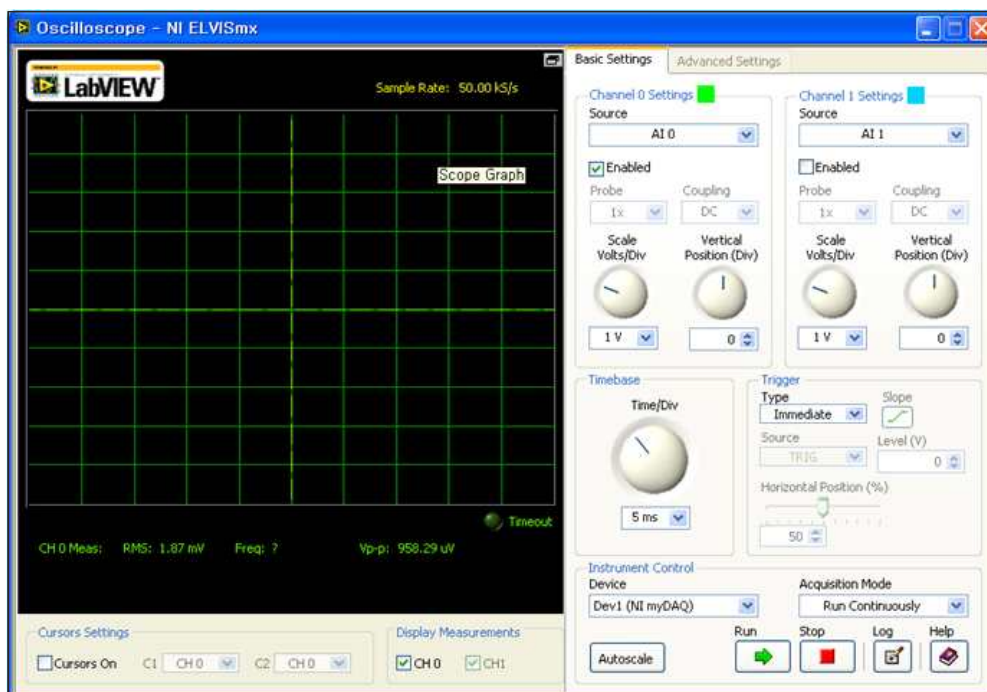 Oscilloscope - NI ELVISmx
LabVIEW
Sample Rate: 50.00 kS/s
Scope Graph
Timeout
CH 0 Meas: RMS: 1.87 mV Freq: ? Vp-p: 958.29 uV
Cursors Settings
Cursors On C1 CH 0 C2 CH 0
Display Measurements
CH 0 CH1
Basic Settings Advanced Settings
Channel 0 Settings
Source
AI 0
Enabled
Probe Coupling
1x DC
Scale Volts/Div
Vertical Position (Div)
1 V 0
Channel 1 Settings
Source
AI 1
Enabled
Probe Coupling
1x DC
Scale Volts/Div
Vertical Position (Div)
1 V 0
Timebase
Time/Div
5 ms
Trigger
Type Slope
Immediate
Source Level (V)
TRIG 0
Horizontal Position (%)
50
Instrument Control
Device Acquisition Mode
Dev1 (NI myDAQ) Run Continuously
Run Stop Log Help
Autoscale